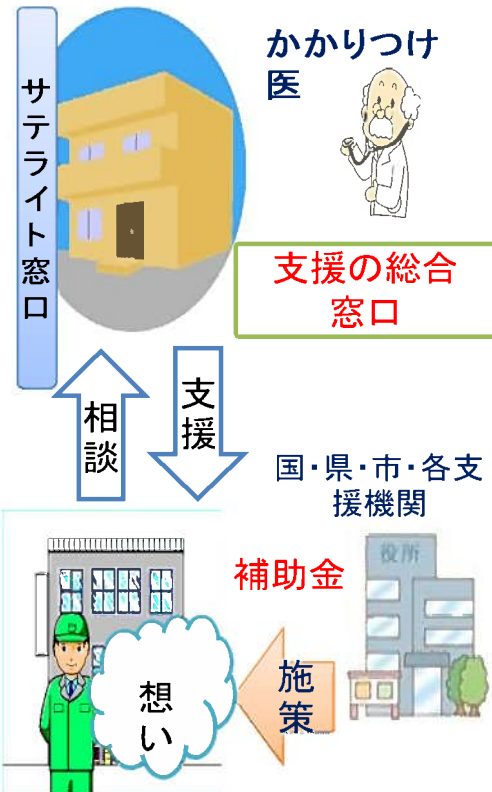 サテライト窓口
かかりつけ
医
支援の総合
窓口
相談
支援
国・県・市・各支
援機関
役所
補助金
施策
想い